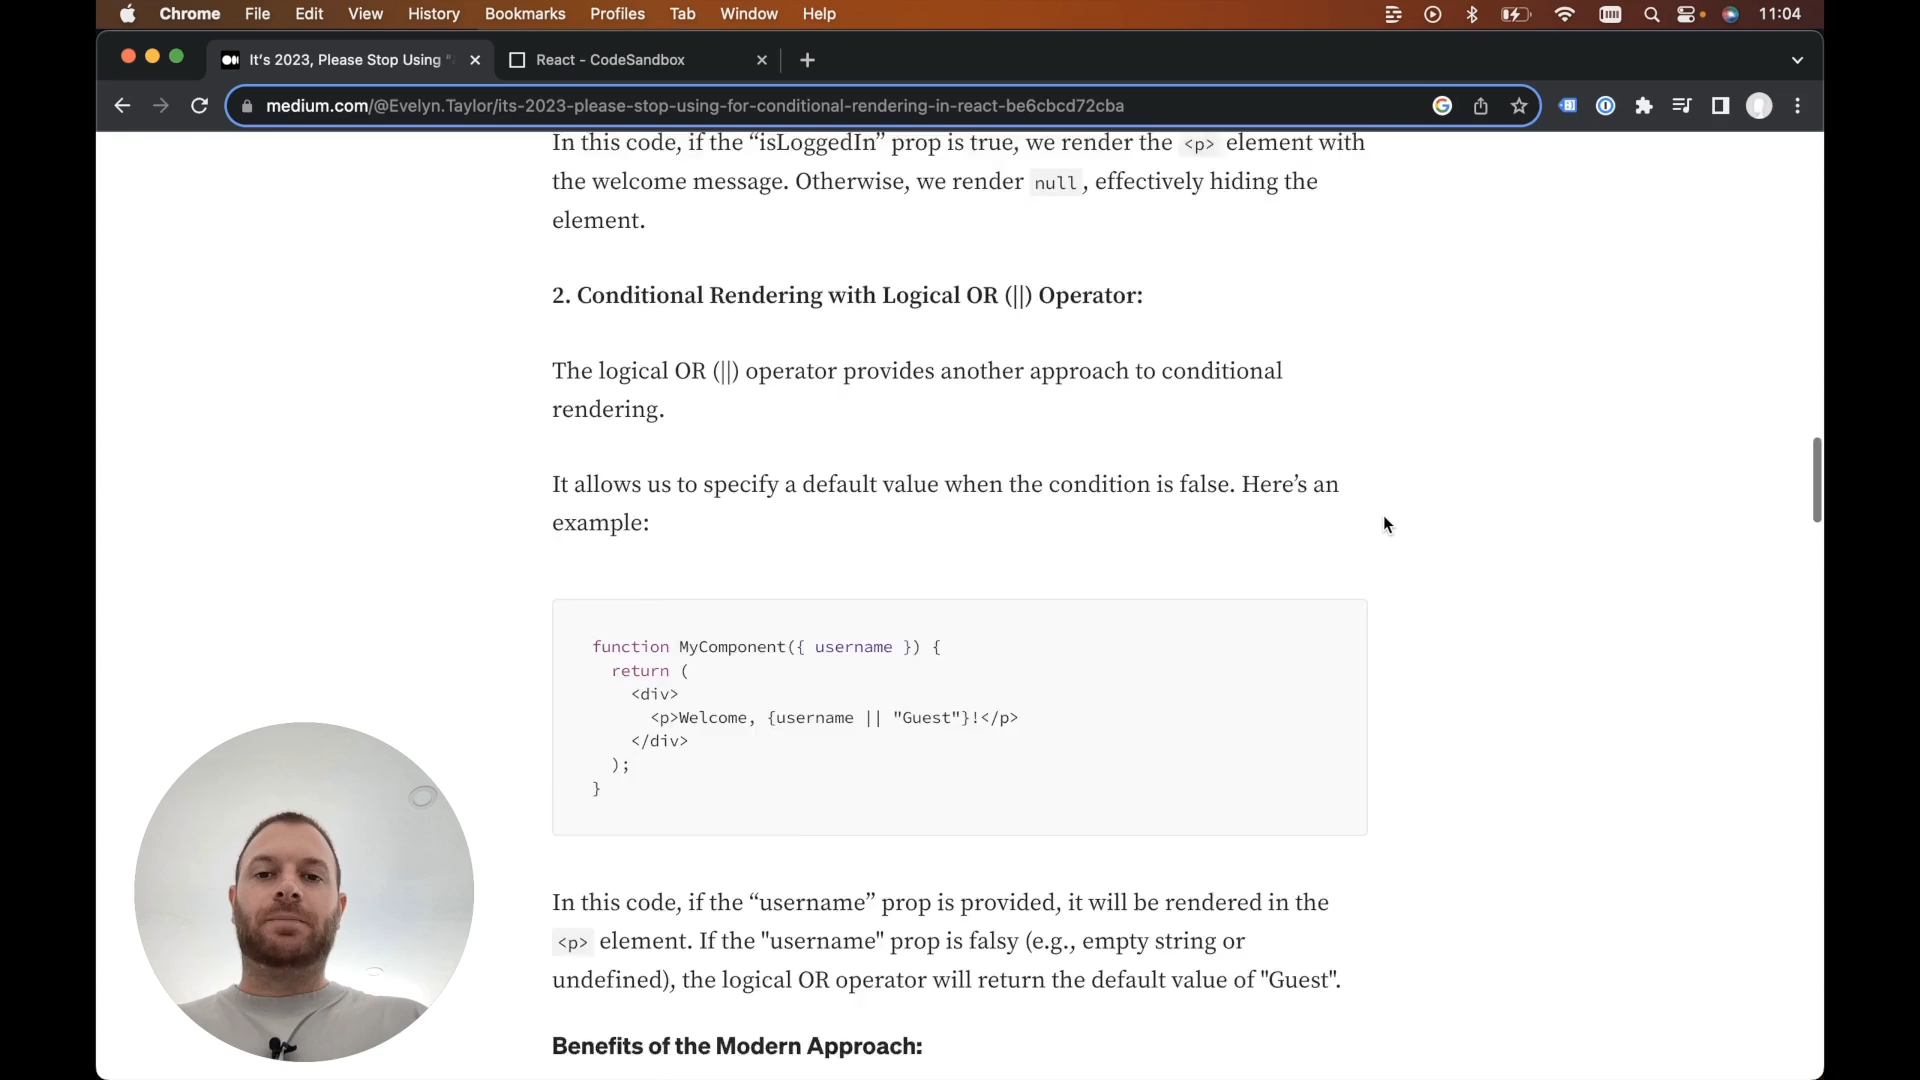 Chrome File Edit View History Bookmarks Profiles Tab Window Help 11:04
It's 2023, Please Stop Using
React - CodeSandbox
medium.com/@Evelyn.Taylor/its-2023-please-stop-using-for-conditional-rendering-in-react-be6cbcd72cba
In this code, if the “isLoggedIn” prop is true, we render the <p> element with
the welcome message. Otherwise, we render null, effectively hiding the
element.
2. Conditional Rendering with Logical OR (||) Operator:
The logical OR (||) operator provides another approach to conditional
rendering.
It allows us to specify a default value when the condition is false. Here’s an
example:
function MyComponent({ username }) {
  return (
    <div>
      <p>Welcome, {username || "Guest"}!</p>
    </div>
  );
}
In this code, if the “username” prop is provided, it will be rendered in the
<p> element. If the "username" prop is falsy (e.g., empty string or
undefined), the logical OR operator will return the default value of "Guest".
Benefits of the Modern Approach: